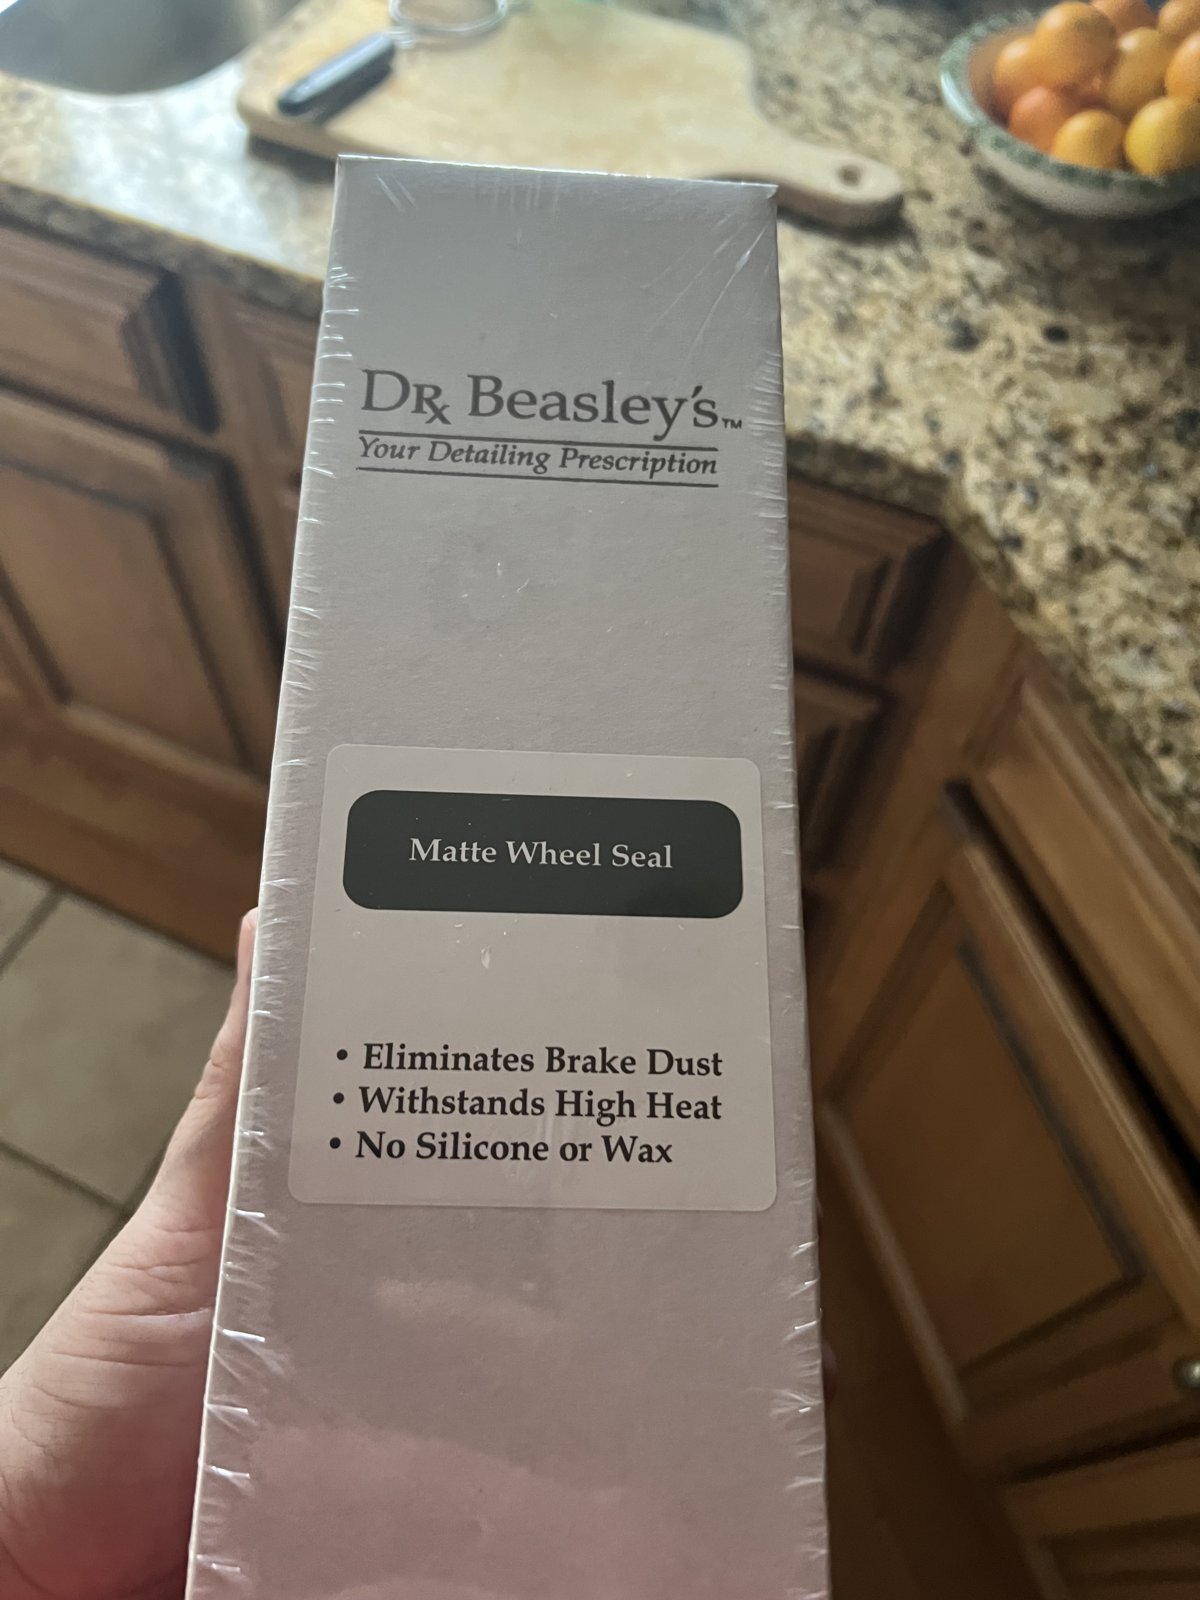 DRx Beasley's™
Your Detailing Prescription
Matte Wheel Seal
• Eliminates Brake Dust
• Withstands High Heat
• No Silicone or Wax